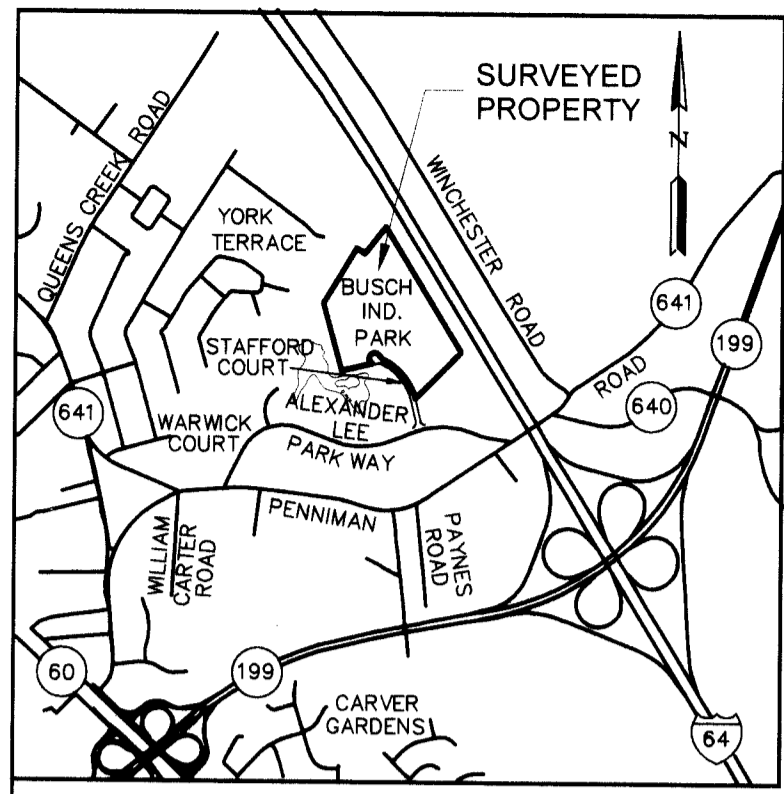 SURVEYED
PROPERTY
N
QUEENS CREEK ROAD
WINCHESTER ROAD
YORK
TERRACE
BUSCH
IND.
PARK
641
199
STAFFORD
COURT
ROAD
640
641
ALEXANDER
LEE
WARWICK
COURT
PARK WAY
PENNIMAN
WILLIAM
CARTER
ROAD
PAYNES
ROAD
60
199
CARVER
GARDENS
64